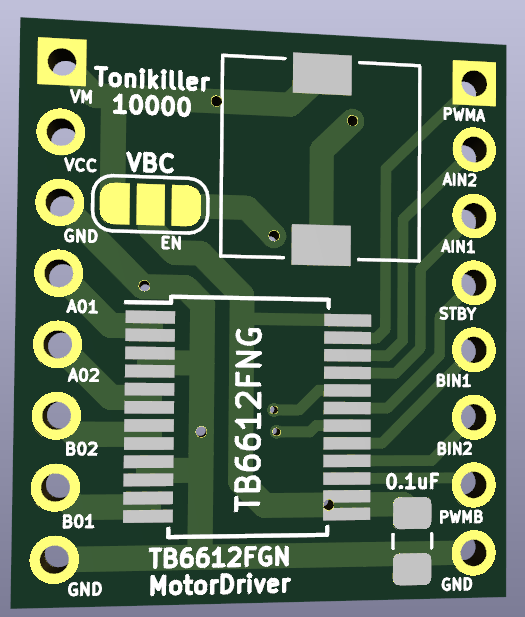 Tonikiller
10000
VM
VCC
VBC
EN
GND
A01
A02
B02
B01
GND
PWMA
AIN2
AIN1
STBY
BIN1
BIN2
PWMB
GND
TB6612FNG
0.1uF
TB6612FGN
MotorDriver